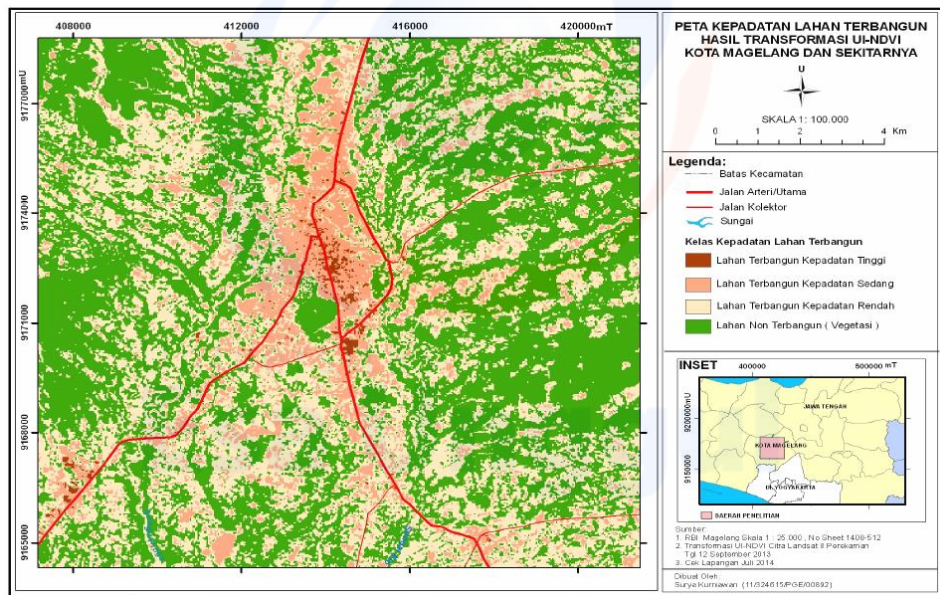 408000 412000 416000 420000mT
9177000mU
9174000
9171000
9168000
9165000
PETA KEPADATAN LAHAN TERBANGUN
HASIL TRANSFORMASI UI-NDVI
KOTA MAGELANG DAN SEKITARNYA
U
SKALA 1: 100.000
0 1 2 4 Km
Legenda:
Batas Kecamatan
Jalan Arteri/Utama
Jalan Kolektor
Sungai
Kelas Kepadatan Lahan Terbangun
Lahan Terbangun Kepadatan Tinggi
Lahan Terbangun Kepadatan Sedang
Lahan Terbangun Kepadatan Rendah
Lahan Non Terbangun ( Vegetasi )
INSET
400000 500000 mT
9200000mU
9150000
JAWA TENGAH
KOTA MAGELANG
DI. YOGYAKARTA
DAERAH PENELITIAN
Sumber:
1. RBI Magelang Skala 1 : 25.000 , No Sheet 1408-512
2. Transformasi UI-NDVI Citra Landsat 8 Perekaman
Tgl 12 September 2013
3. Cek Lapangan Juli 2014
Dibuat Oleh:
Surya Kurniawan (11/324615/PGE/00892)